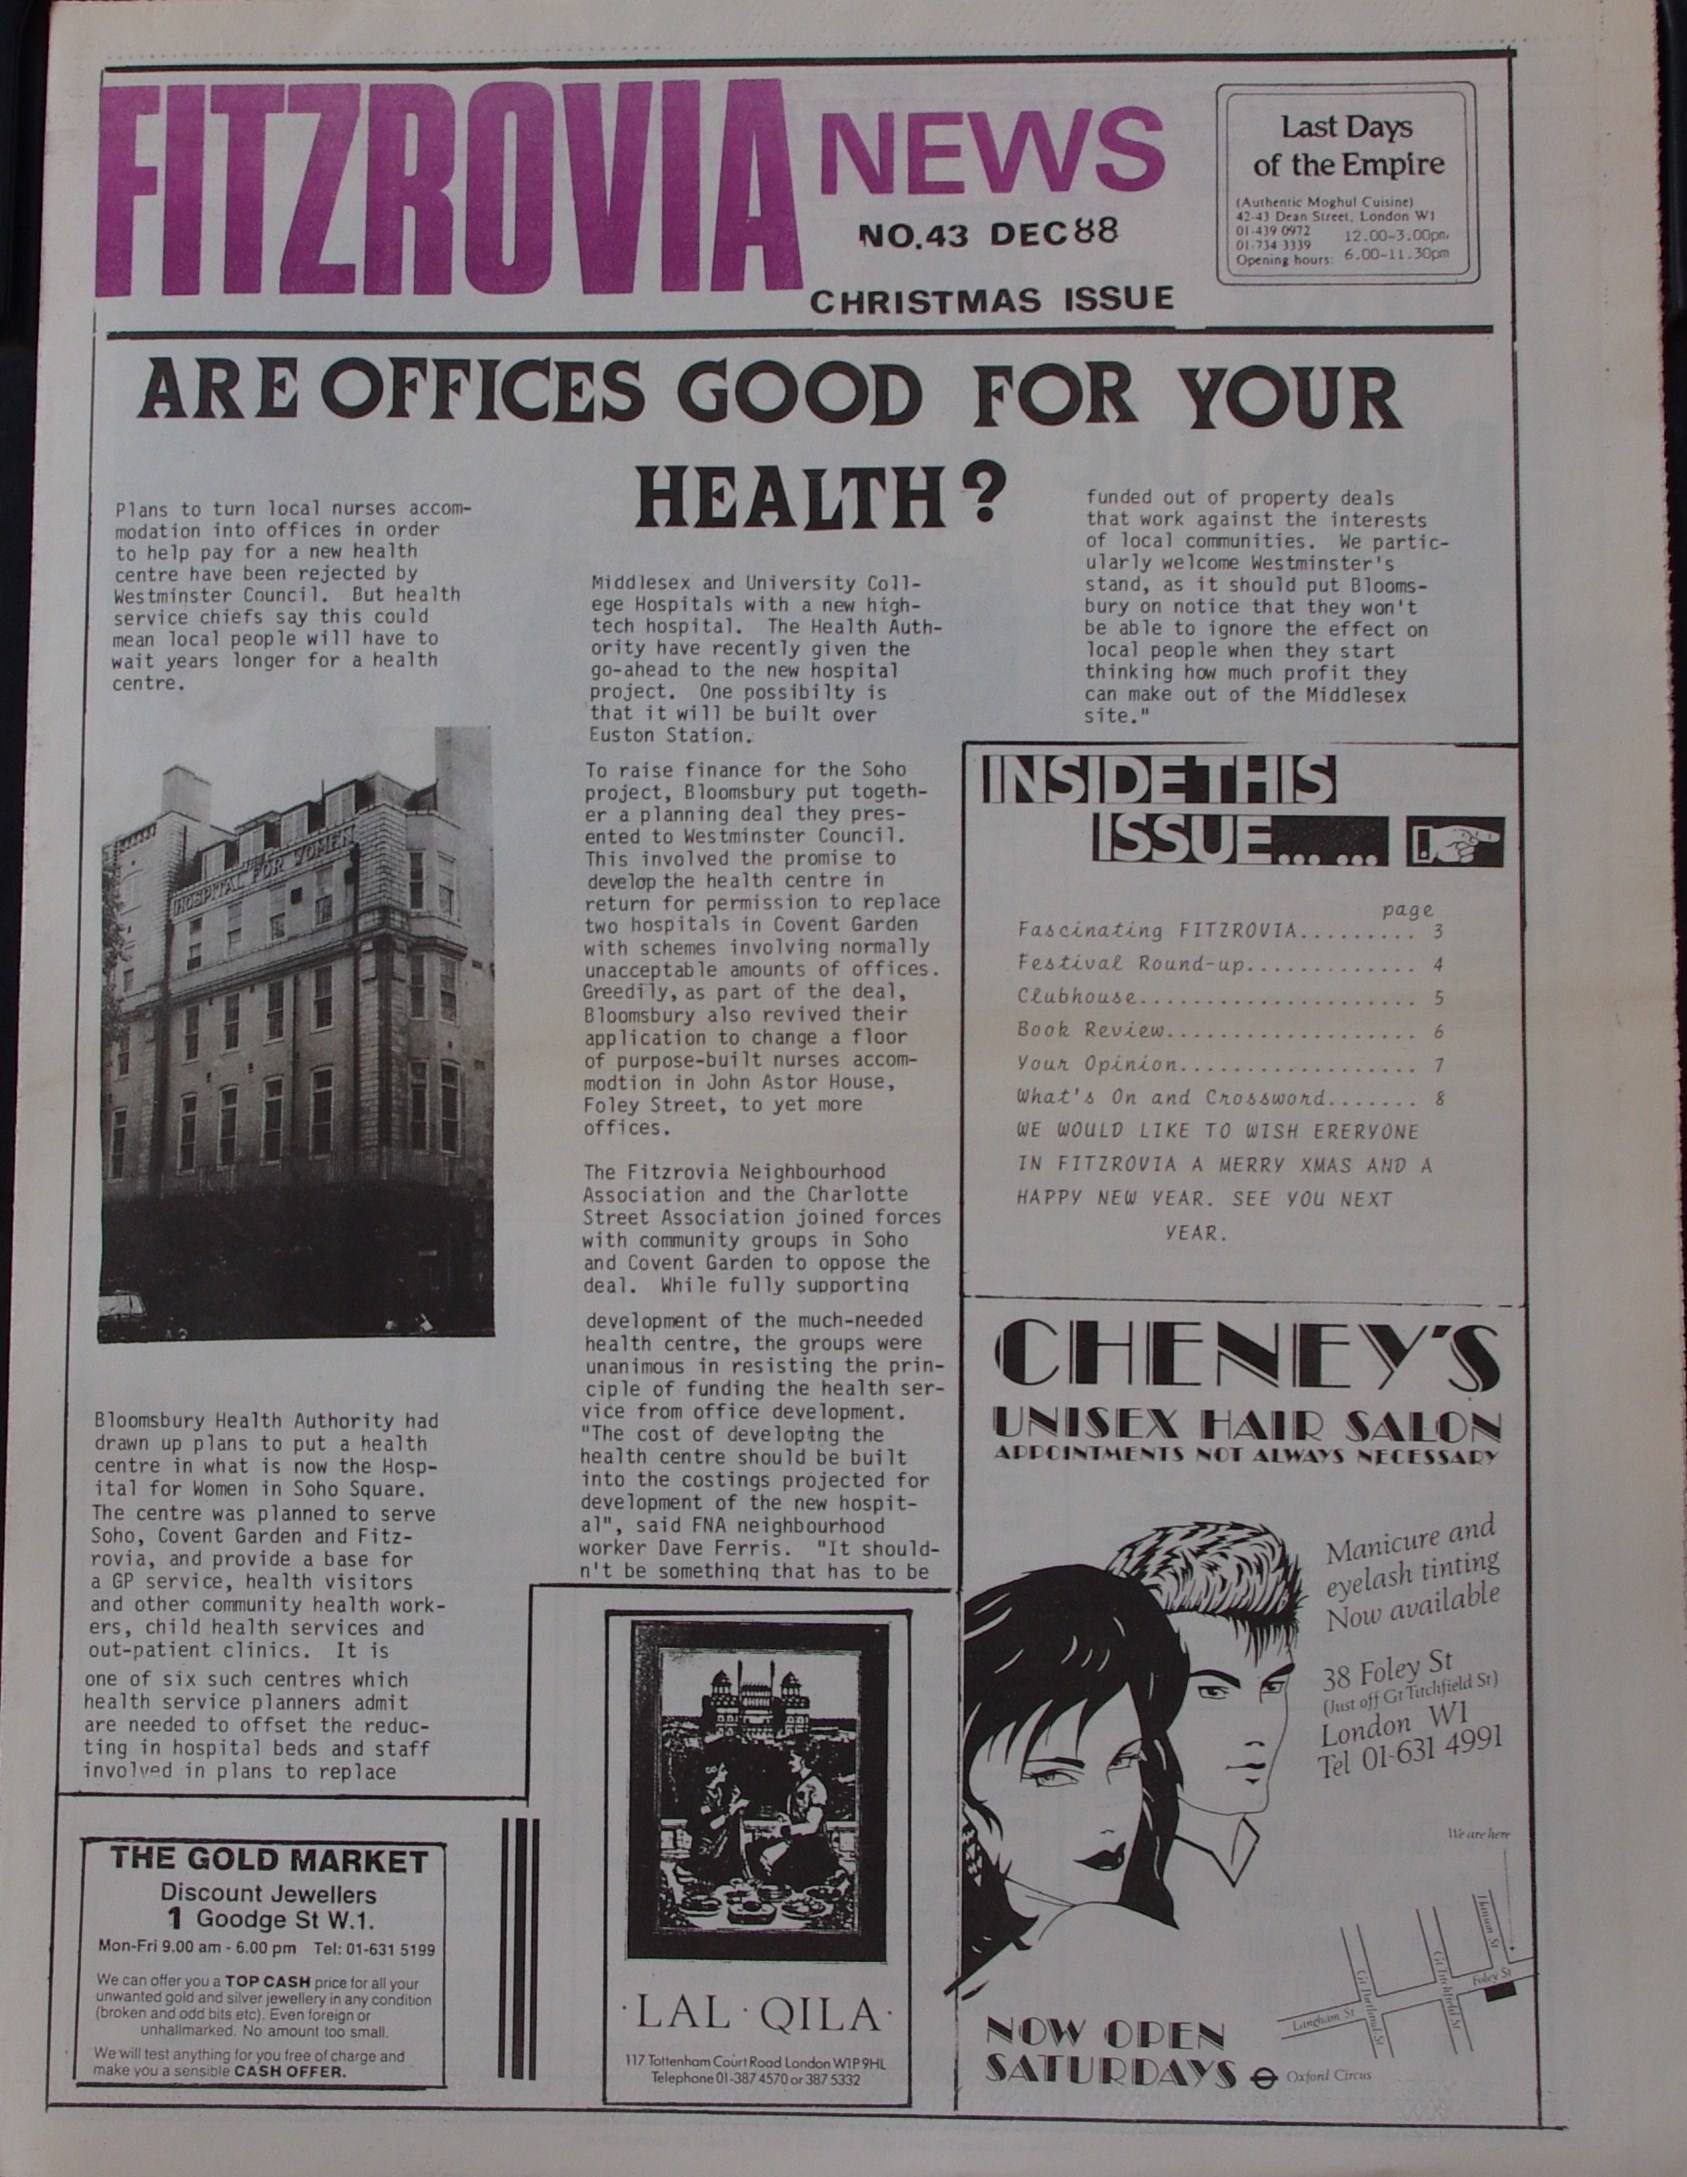 FITZROVIA NEWS
NO.43 DEC 88
CHRISTMAS ISSUE
Last Days
of the Empire
(Authentic Moghul Cuisine)
42-43 Dean Street, London W1
01-439 0972 12.00-3.00pm,
01-734 3339
Opening hours: 6.00-11.30pm
ARE OFFICES GOOD FOR YOUR
HEALTH?
Plans to turn local nurses accom-
modation into offices in order
to help pay for a new health
centre have been rejected by
Westminster Council. But health
service chiefs say this could
mean local people will have to
wait years longer for a health
centre.
HOSPITAL FOR WOMEN
Bloomsbury Health Authority had
drawn up plans to put a health
centre in what is now the Hosp-
ital for Women in Soho Square.
The centre was planned to serve
Soho, Covent Garden and Fitz-
rovia, and provide a base for
a GP service, health visitors
and other community health work-
ers, child health services and
out-patient clinics. It is
one of six such centres which
health service planners admit
are needed to offset the reduc-
ting in hospital beds and staff
involved in plans to replace
Middlesex and University Coll-
ege Hospitals with a new high-
tech hospital. The Health Auth-
ority have recently given the
go-ahead to the new hospital
project. One possibilty is
that it will be built over
Euston Station.
To raise finance for the Soho
project, Bloomsbury put togeth-
er a planning deal they pres-
ented to Westminster Council.
This involved the promise to
develop the health centre in
return for permission to replace
two hospitals in Covent Garden
with schemes involving normally
unacceptable amounts of offices.
Greedily, as part of the deal,
Bloomsbury also revived their
application to change a floor
of purpose-built nurses accom-
modtion in John Astor House,
Foley Street, to yet more
offices.
The Fitzrovia Neighbourhood
Association and the Charlotte
Street Association joined forces
with community groups in Soho
and Covent Garden to oppose the
deal. While fully supporting
development of the much-needed
health centre, the groups were
unanimous in resisting the prin-
ciple of funding the health ser-
vice from office development.
"The cost of developing the
health centre should be built
into the costings projected for
development of the new hospit-
al", said FNA neighbourhood
worker Dave Ferris. "It should-
n't be something that has to be
funded out of property deals
that work against the interests
of local communities. We partic-
ularly welcome Westminster's
stand, as it should put Blooms-
bury on notice that they won't
be able to ignore the effect on
local people when they start
thinking how much profit they
can make out of the Middlesex
site."
INSIDE THIS
ISSUE... ...
page
Fascinating FITZROVIA......... 3
Festival Round-up............. 4
Clubhouse..................... 5
Book Review................... 6
Your Opinion.................. 7
What's On and Crossword....... 8
WE WOULD LIKE TO WISH ERERYONE
IN FITZROVIA A MERRY XMAS AND A
HAPPY NEW YEAR. SEE YOU NEXT
YEAR.
CHENEY'S
UNISEX HAIR SALON
APPOINTMENTS NOT ALWAYS NECESSARY
Manicure and
eyelash tinting
Now available
38 Foley St
(Just off Gt Titchfield St)
London W1
Tel 01-631 4991
We are here
Langham St
Gt Portland St
Gt Titchfield St
Foley St
Hanson St
NOW OPEN
SATURDAYS
Oxford Circus
THE GOLD MARKET
Discount Jewellers
1 Goodge St W.1.
Mon-Fri 9.00 am - 6.00 pm Tel: 01-631 5199
We can offer you a TOP CASH price for all your
unwanted gold and silver jewellery in any condition
(broken and odd bits etc). Even foreign or
unhallmarked. No amount too small.
We will test anything for you free of charge and
make you a sensible CASH OFFER.
· LAL · QILA ·
117 Tottenham Court Road London W1P 9HL
Telephone 01-387 4570 or 387 5332